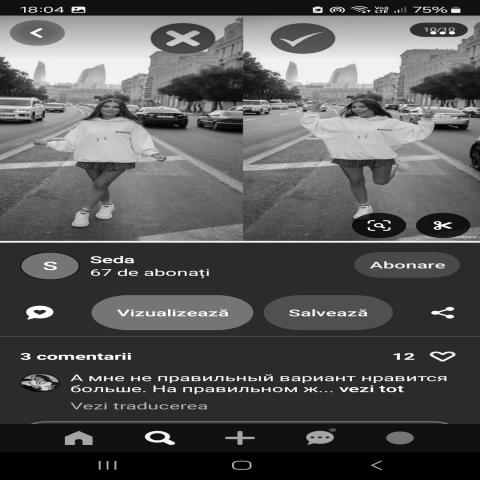 18:04
75%
10/10
S
Seda
67 de abonați
Abonare
Vizualizează
Salvează
3 comentarii
12
А мне не правильный вариант нравится
больше. На правильном ж... vezi tot
Vezi traducerea